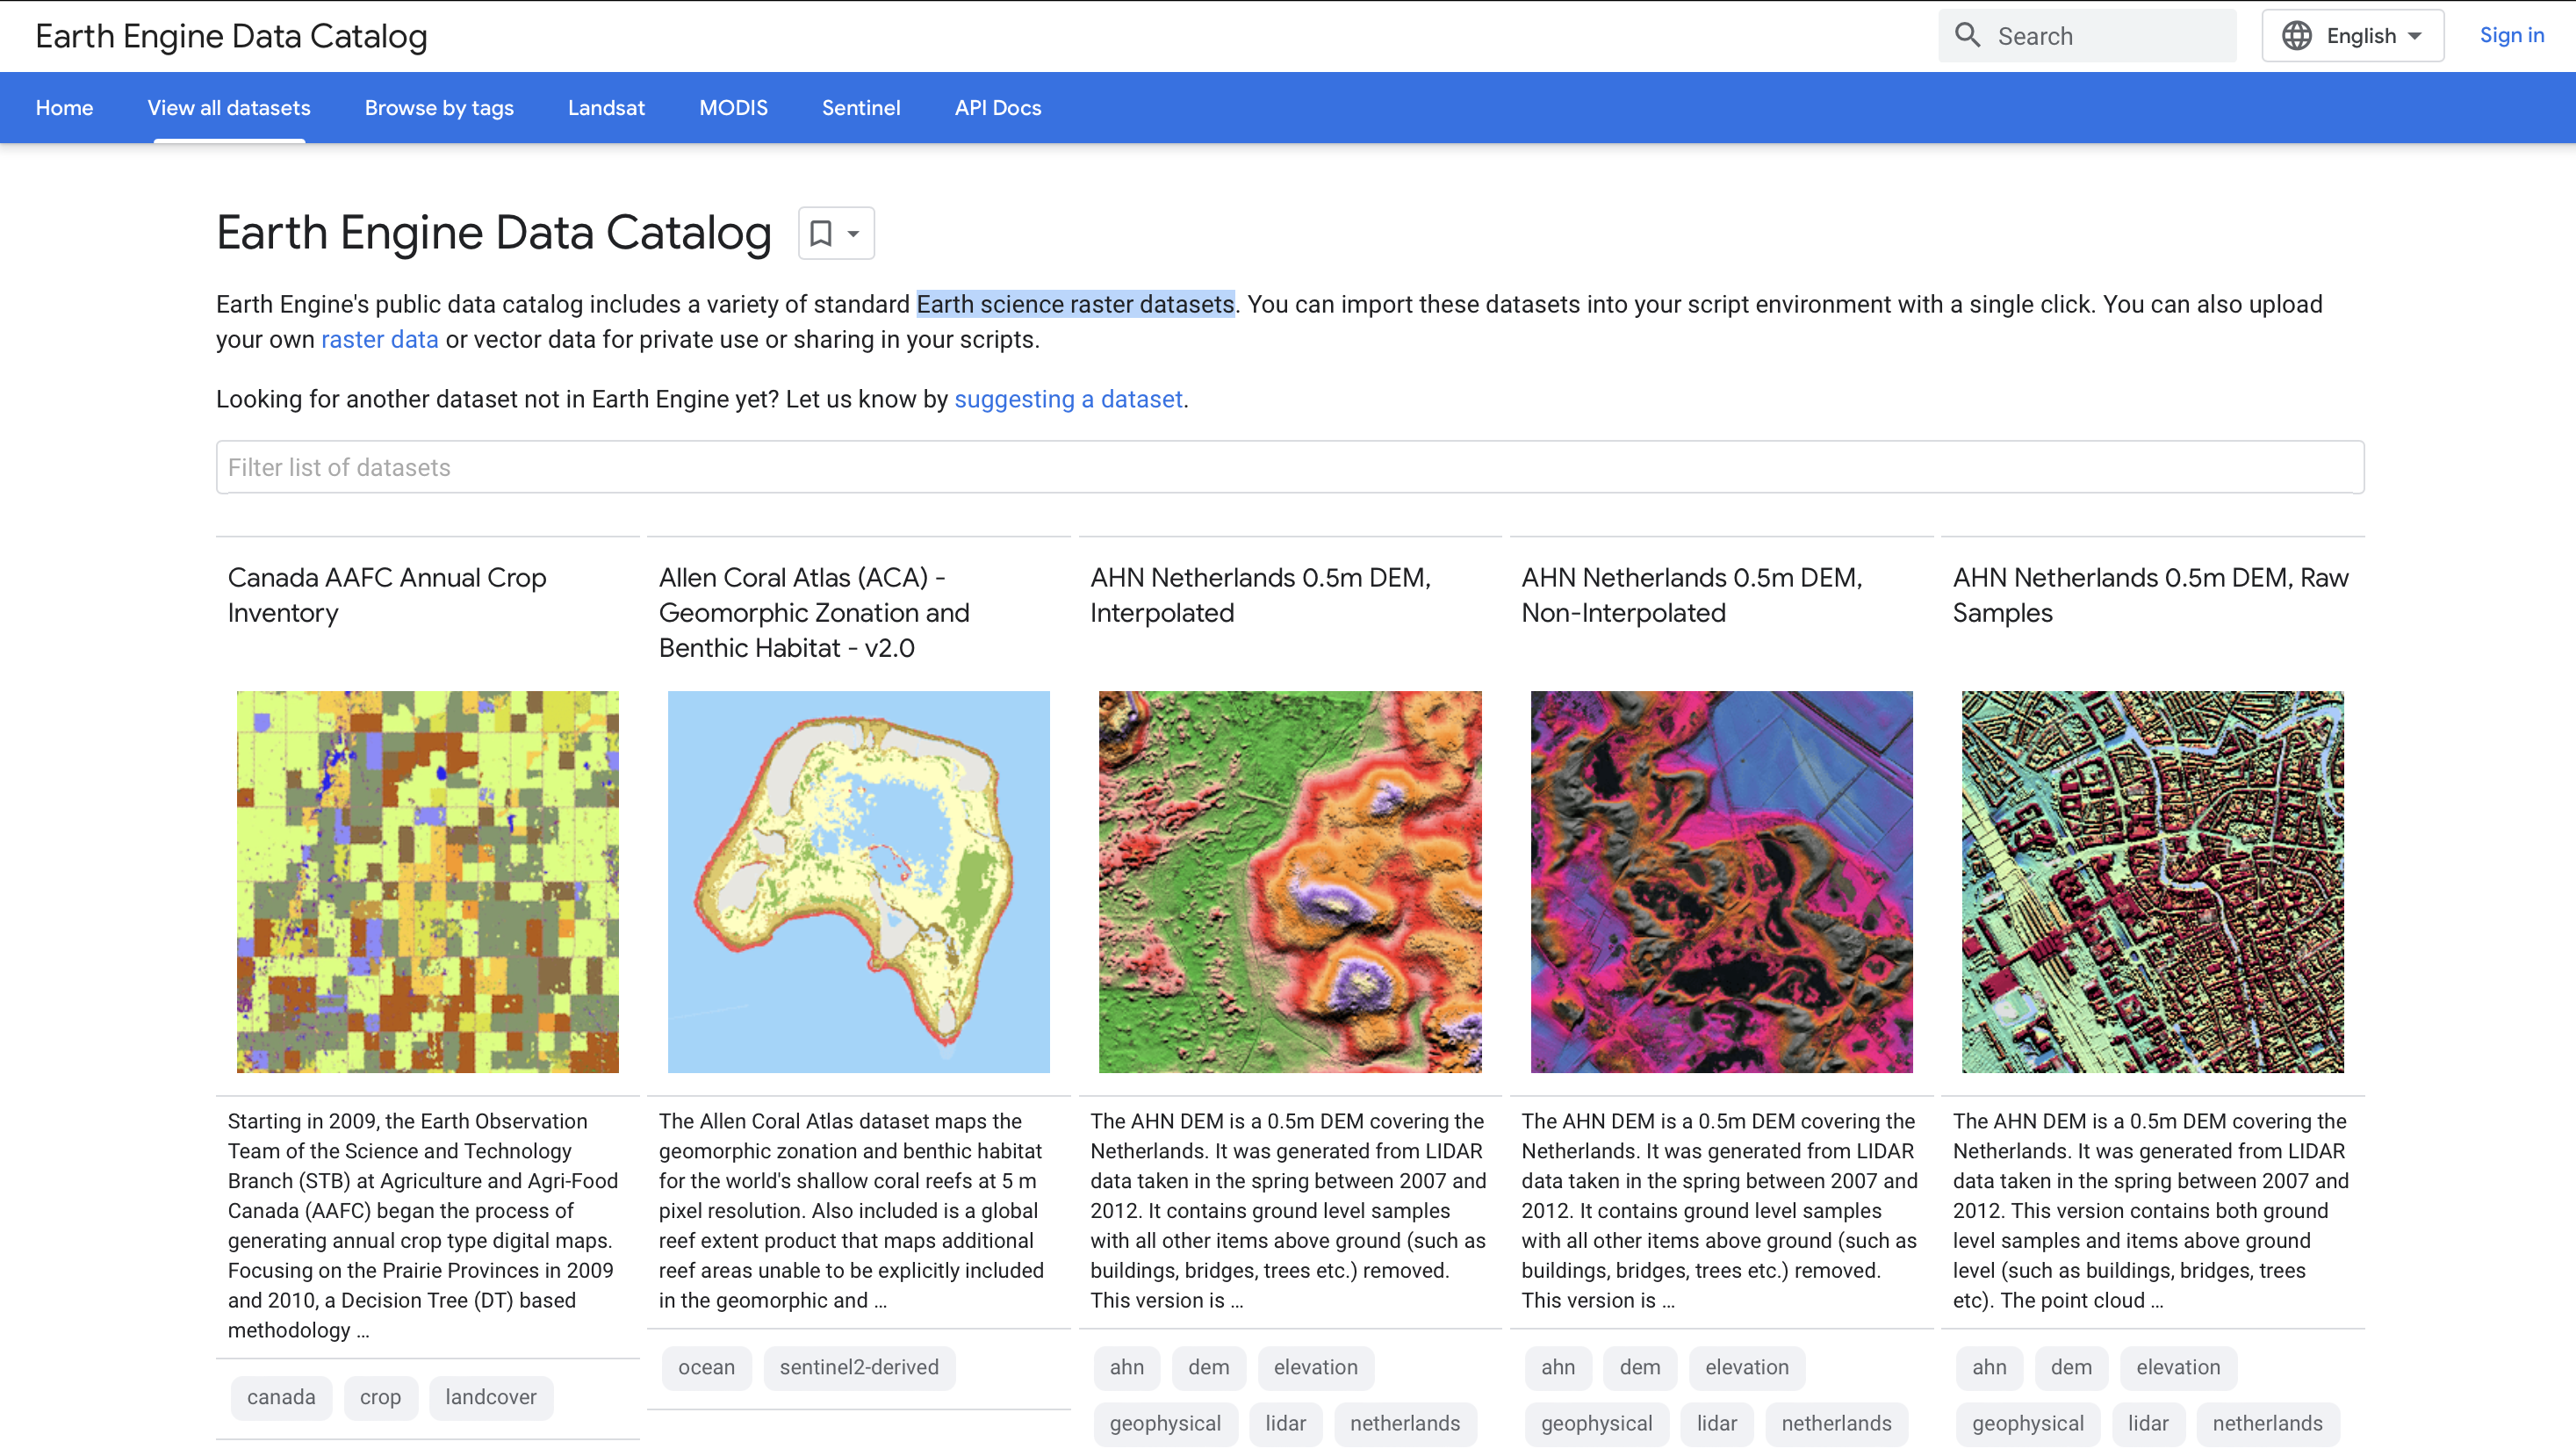 Earth Engine Data Catalog
Search
English
Sign in
Home
View all datasets
Browse by tags
Landsat
MODIS
Sentinel
API Docs
Earth Engine Data Catalog
Earth Engine's public data catalog includes a variety of standard Earth science raster datasets. You can import these datasets into your script environment with a single click. You can also upload
your own raster data or vector data for private use or sharing in your scripts.
Looking for another dataset not in Earth Engine yet? Let us know by suggesting a dataset.
Filter list of datasets
Canada AAFC Annual Crop
Inventory
Starting in 2009, the Earth Observation
Team of the Science and Technology
Branch (STB) at Agriculture and Agri-Food
Canada (AAFC) began the process of
generating annual crop type digital maps.
Focusing on the Prairie Provinces in 2009
and 2010, a Decision Tree (DT) based
methodology …
canada
crop
landcover
Allen Coral Atlas (ACA) -
Geomorphic Zonation and
Benthic Habitat - v2.0
The Allen Coral Atlas dataset maps the
geomorphic zonation and benthic habitat
for the world's shallow coral reefs at 5 m
pixel resolution. Also included is a global
reef extent product that maps additional
reef areas unable to be explicitly included
in the geomorphic and …
ocean
sentinel2-derived
AHN Netherlands 0.5m DEM,
Interpolated
The AHN DEM is a 0.5m DEM covering the
Netherlands. It was generated from LIDAR
data taken in the spring between 2007 and
2012. It contains ground level samples
with all other items above ground (such as
buildings, bridges, trees etc.) removed.
This version is …
ahn
dem
elevation
geophysical
lidar
netherlands
AHN Netherlands 0.5m DEM,
Non-Interpolated
The AHN DEM is a 0.5m DEM covering the
Netherlands. It was generated from LIDAR
data taken in the spring between 2007 and
2012. It contains ground level samples
with all other items above ground (such as
buildings, bridges, trees etc.) removed.
This version is …
ahn
dem
elevation
geophysical
lidar
netherlands
AHN Netherlands 0.5m DEM, Raw
Samples
The AHN DEM is a 0.5m DEM covering the
Netherlands. It was generated from LIDAR
data taken in the spring between 2007 and
2012. This version contains both ground
level samples and items above ground
level (such as buildings, bridges, trees
etc). The point cloud …
ahn
dem
elevation
geophysical
lidar
netherlands